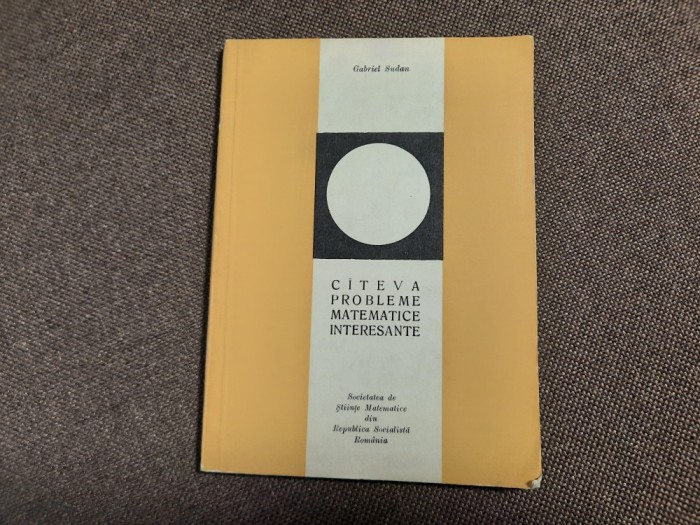 Gabriel Sudan
CÎTEVA
PROBLEME
MATEMATICE
INTERESANTE
Societatea de
Științe Matematice
din
Republica Socialistă
România